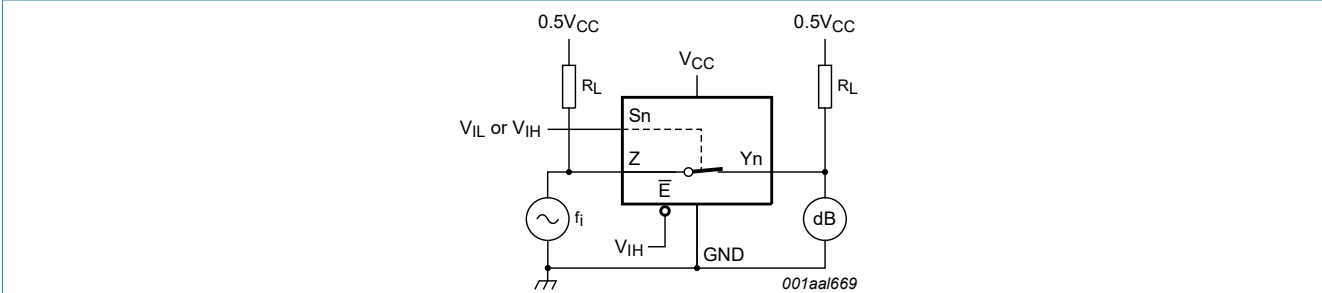 0.5VCC
0.5VCC
VCC
RL
RL
Sn
VIL or VIH
Z
Yn
E̅
fi
dB
VIH
GND
001aal669